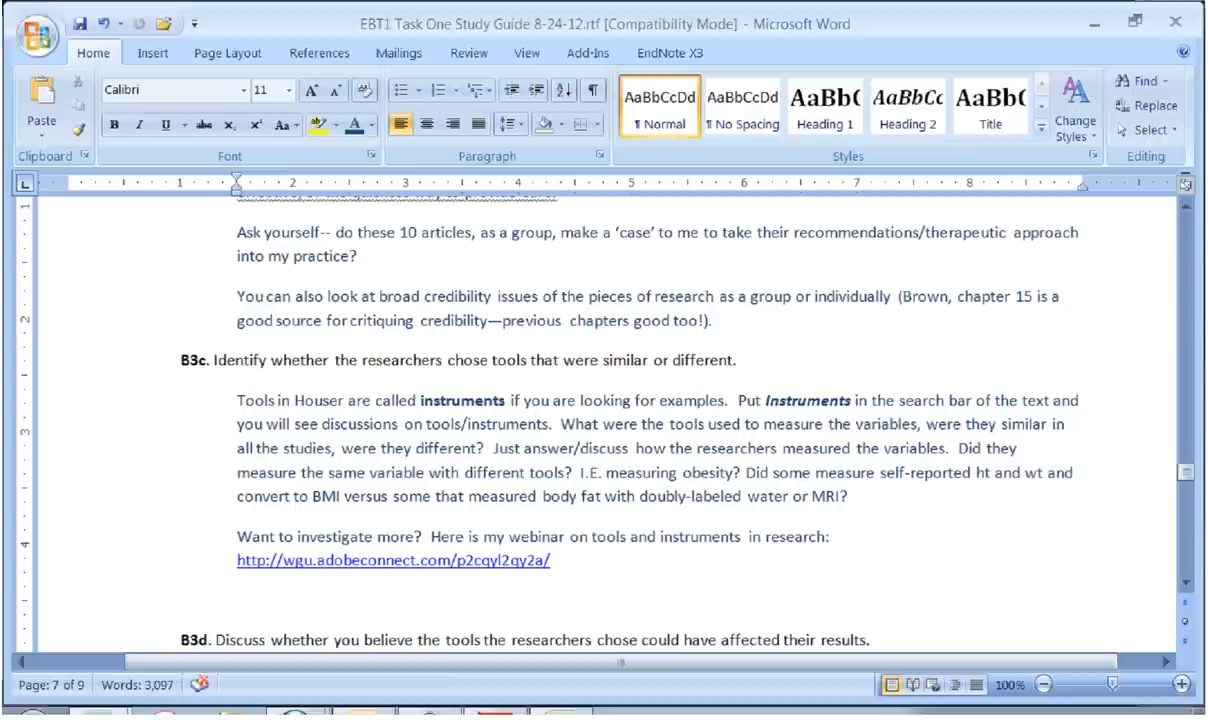 EBT1 Task One Study Guide 8-24-12.rtf [Compatibility Mode] - Microsoft Word
Home Insert Page Layout References Mailings Review View Add-Ins EndNote X3
Calibri 11 AaBbCcDd AaBbCcDd AaBb( AaBbCc AaBb( Find
Paste Replace
B I U abc x, x' Aa ¶ Normal ¶ No Spacing Heading 1 Heading 2 Title Change Styles Select
Clipboard Font Paragraph Styles Editing
1 2 3 4 5 6 7 8
Ask yourself-- do these 10 articles, as a group, make a ‘case’ to me to take their recommendations/therapeutic approach
into my practice?
You can also look at broad credibility issues of the pieces of research as a group or individually (Brown, chapter 15 is a
good source for critiquing credibility—previous chapters good too!).
B3c. Identify whether the researchers chose tools that were similar or different.
Tools in Houser are called instruments if you are looking for examples. Put Instruments in the search bar of the text and
you will see discussions on tools/instruments. What were the tools used to measure the variables, were they similar in
all the studies, were they different? Just answer/discuss how the researchers measured the variables. Did they
measure the same variable with different tools? I.E. measuring obesity? Did some measure self-reported ht and wt and
convert to BMI versus some that measured body fat with doubly-labeled water or MRI?
Want to investigate more? Here is my webinar on tools and instruments in research:
http://wgu.adobeconnect.com/p2cqyl2qy2a/
B3d. Discuss whether you believe the tools the researchers chose could have affected their results.
Page: 7 of 9 Words: 3,097 100%